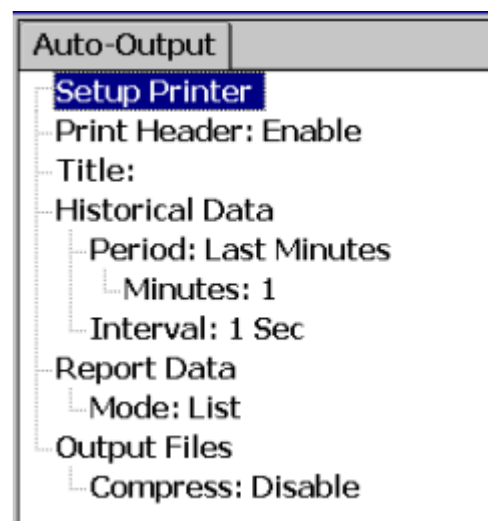 Auto-Output
Setup Printer
Print Header: Enable
Title:
Historical Data
Period: Last Minutes
Minutes: 1
Interval: 1 Sec
Report Data
Mode: List
Output Files
Compress: Disable